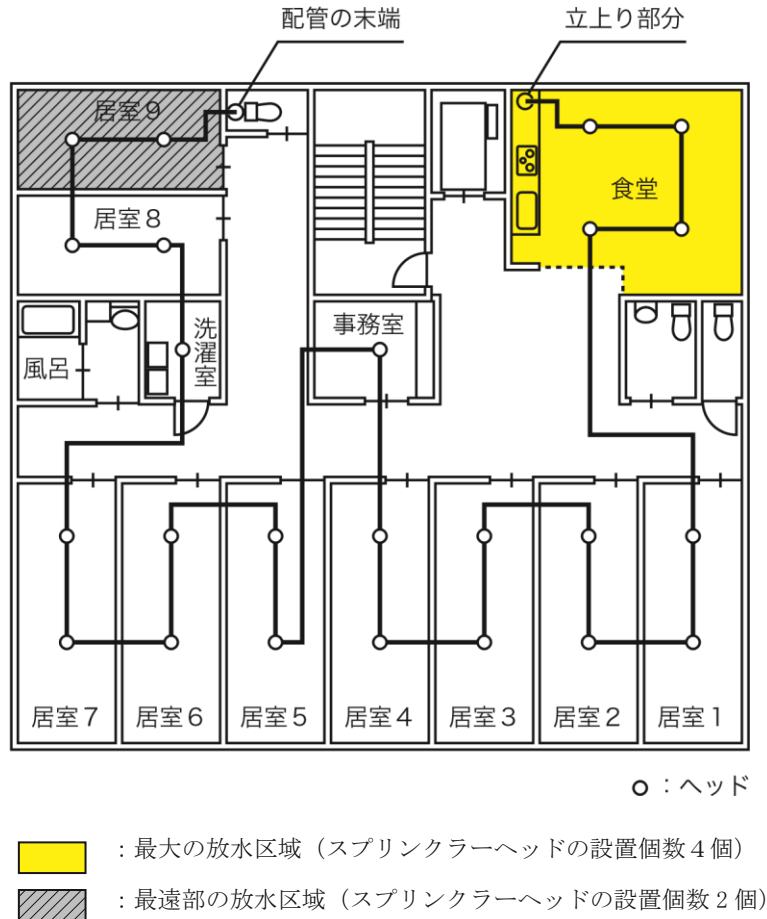 配管の末端
立上り部分
居室9
食堂
居室8
洗濯室
事務室
風呂
居室7
居室6
居室5
居室4
居室3
居室2
居室1
：ヘッド
：最大の放水区域（スプリンクラーヘッドの設置個数4個）
：最遠部の放水区域（スプリンクラーヘッドの設置個数2個）